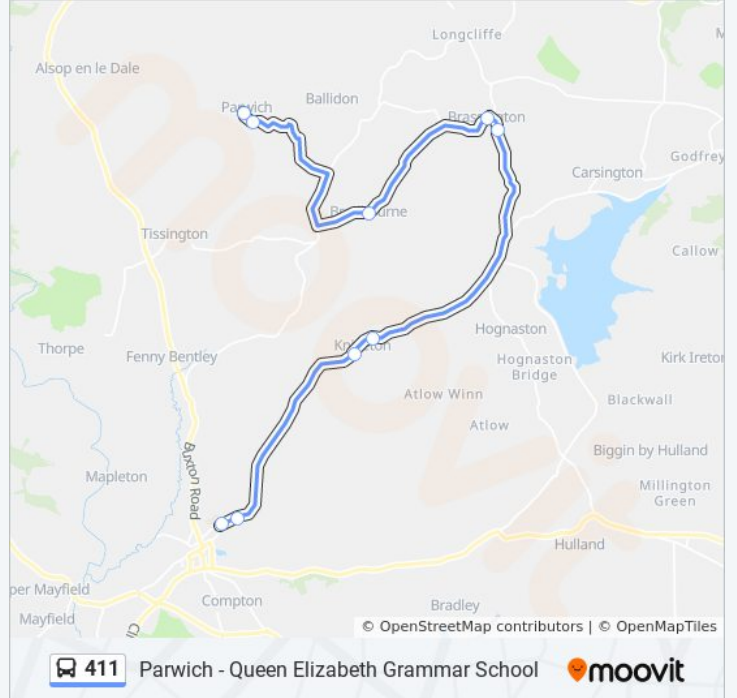 Longcliffe
Alsop en le Dale
Ballidon
Parwich
Brassington
Carsington
Godfrey
Tissington
Callow
Hognaston
Thorpe
Fenny Bentley
Hognaston
Bridge
Kirk Ireton
Atlow Winn
Blackwall
Atlow
Biggin by Hulland
Buxton Road
Mapleton
Millington
Green
Hulland
per Mayfield
Compton
Bradley
Mayfield
© OpenStreetMap contributors | © OpenMapTiles
411 Parwich - Queen Elizabeth Grammar School
moovit